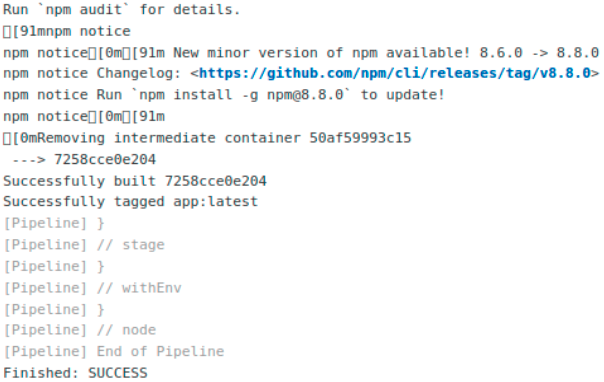 Run `npm audit` for details.
▯[91mnpm notice
npm notice▯[0m▯[91m New minor version of npm available! 8.6.0 -> 8.8.0
npm notice Changelog: <https://github.com/npm/cli/releases/tag/v8.8.0>
npm notice Run `npm install -g npm@8.8.0` to update!
npm notice▯[0m▯[91m
▯[0mRemoving intermediate container 50af59993c15
 ---> 7258cce0e204
Successfully built 7258cce0e204
Successfully tagged app:latest
[Pipeline] }
[Pipeline] // stage
[Pipeline] }
[Pipeline] // withEnv
[Pipeline] }
[Pipeline] // node
[Pipeline] End of Pipeline
Finished: SUCCESS